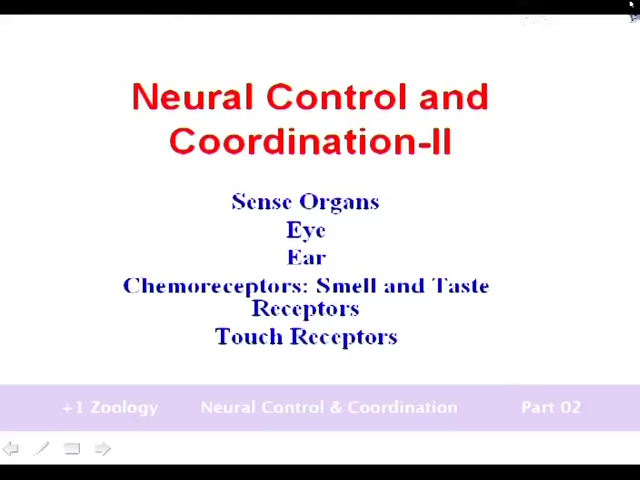 Neural Control and
Coordination-II
Sense Organs
Eye
Ear
Chemoreceptors: Smell and Taste
Receptors
Touch Receptors
+1 Zoology Neural Control & Coordination Part 02